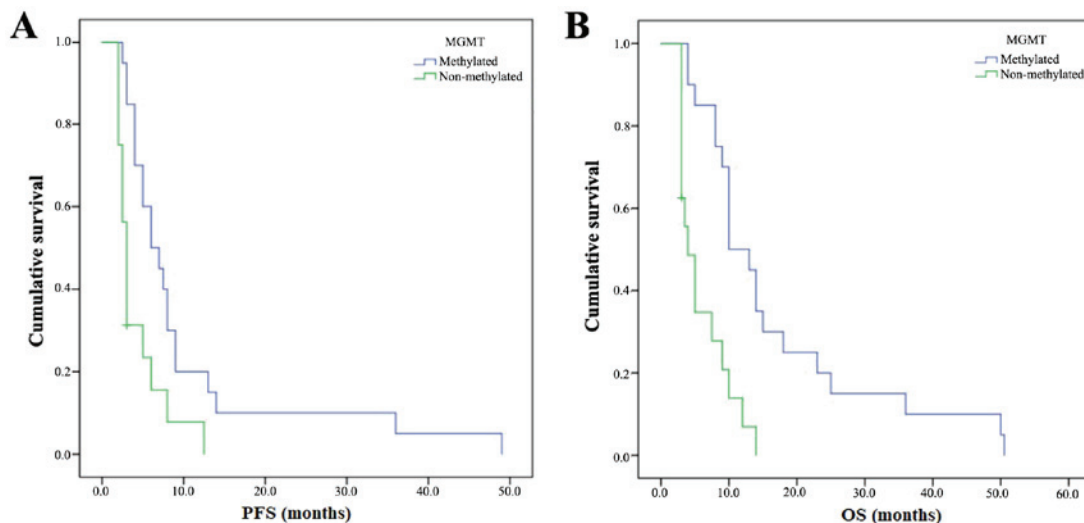 A
MGMT
Methylated
Non-methylated
Cumulative survival
1.0
0.8
0.6
0.4
0.2
0.0
0.0 10.0 20.0 30.0 40.0 50.0
PFS (months)
B
MGMT
Methylated
Non-methylated
Cumulative survival
1.0
0.8
0.6
0.4
0.2
0.0
0.0 10.0 20.0 30.0 40.0 50.0 60.0
OS (months)